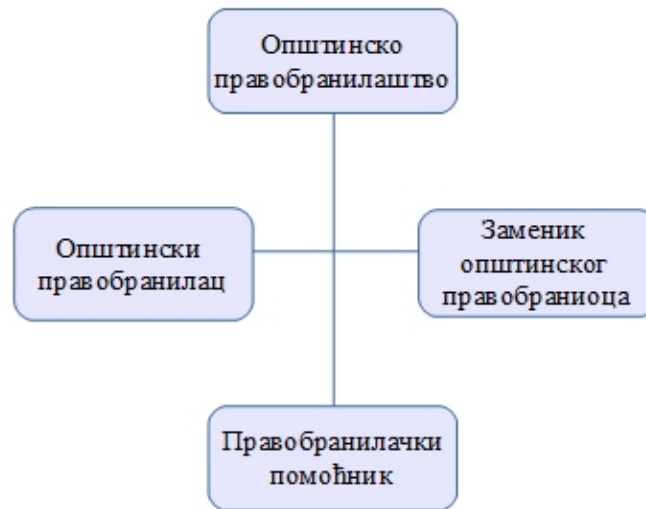 Општинско
правобранилаштво
Општински
правобранилац
Заменик
општинског
правобраниоца
Правобранилачки
помоћник